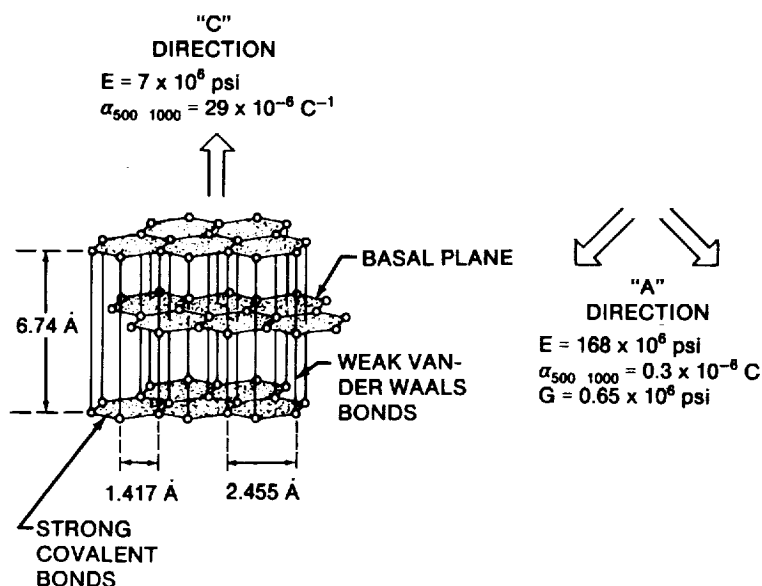 "C"
DIRECTION
E = 7 x 10⁶ psi
α₅₀₀ ₁₀₀₀ = 29 x 10⁻⁶ C⁻¹
BASAL PLANE
6.74 Å
WEAK VAN-
DER WAALS
BONDS
1.417 Å
2.455 Å
STRONG
COVALENT
BONDS
"A"
DIRECTION
E = 168 x 10⁶ psi
α₅₀₀ ₁₀₀₀ = 0.3 x 10⁻⁶ C
G = 0.65 x 10⁶ psi